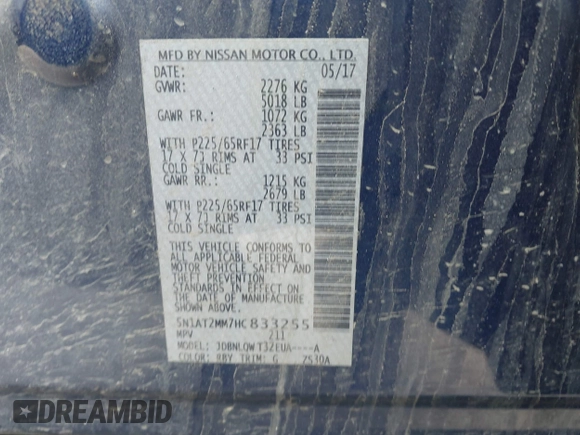 MFD BY NISSAN MOTOR CO., LTD.
DATE: 05/17
GVWR: 2276 KG
5018 LB
GAWR FR.: 1072 KG
2363 LB
WITH P225/65RF17 TIRES
17 X 7J RIMS AT 33 PSI
COLD SINGLE
GAWR RR.: 1215 KG
2679 LB
WITH P225/65RF17 TIRES
17 X 7J RIMS AT 33 PSI
COLD SINGLE
THIS VEHICLE CONFORMS TO
ALL APPLICABLE FEDERAL
MOTOR VEHICLE SAFETY AND
THEFT PREVENTION
STANDARDS IN EFFECT ON
THE DATE OF MANUFACTURE
SHOWN ABOVE.
5N1AT2MM7HC833255
MPV 211
MODEL: JDBNLQWT32EUA----A
COLOR: RBY TRIM: G 2530A
DREAMBID